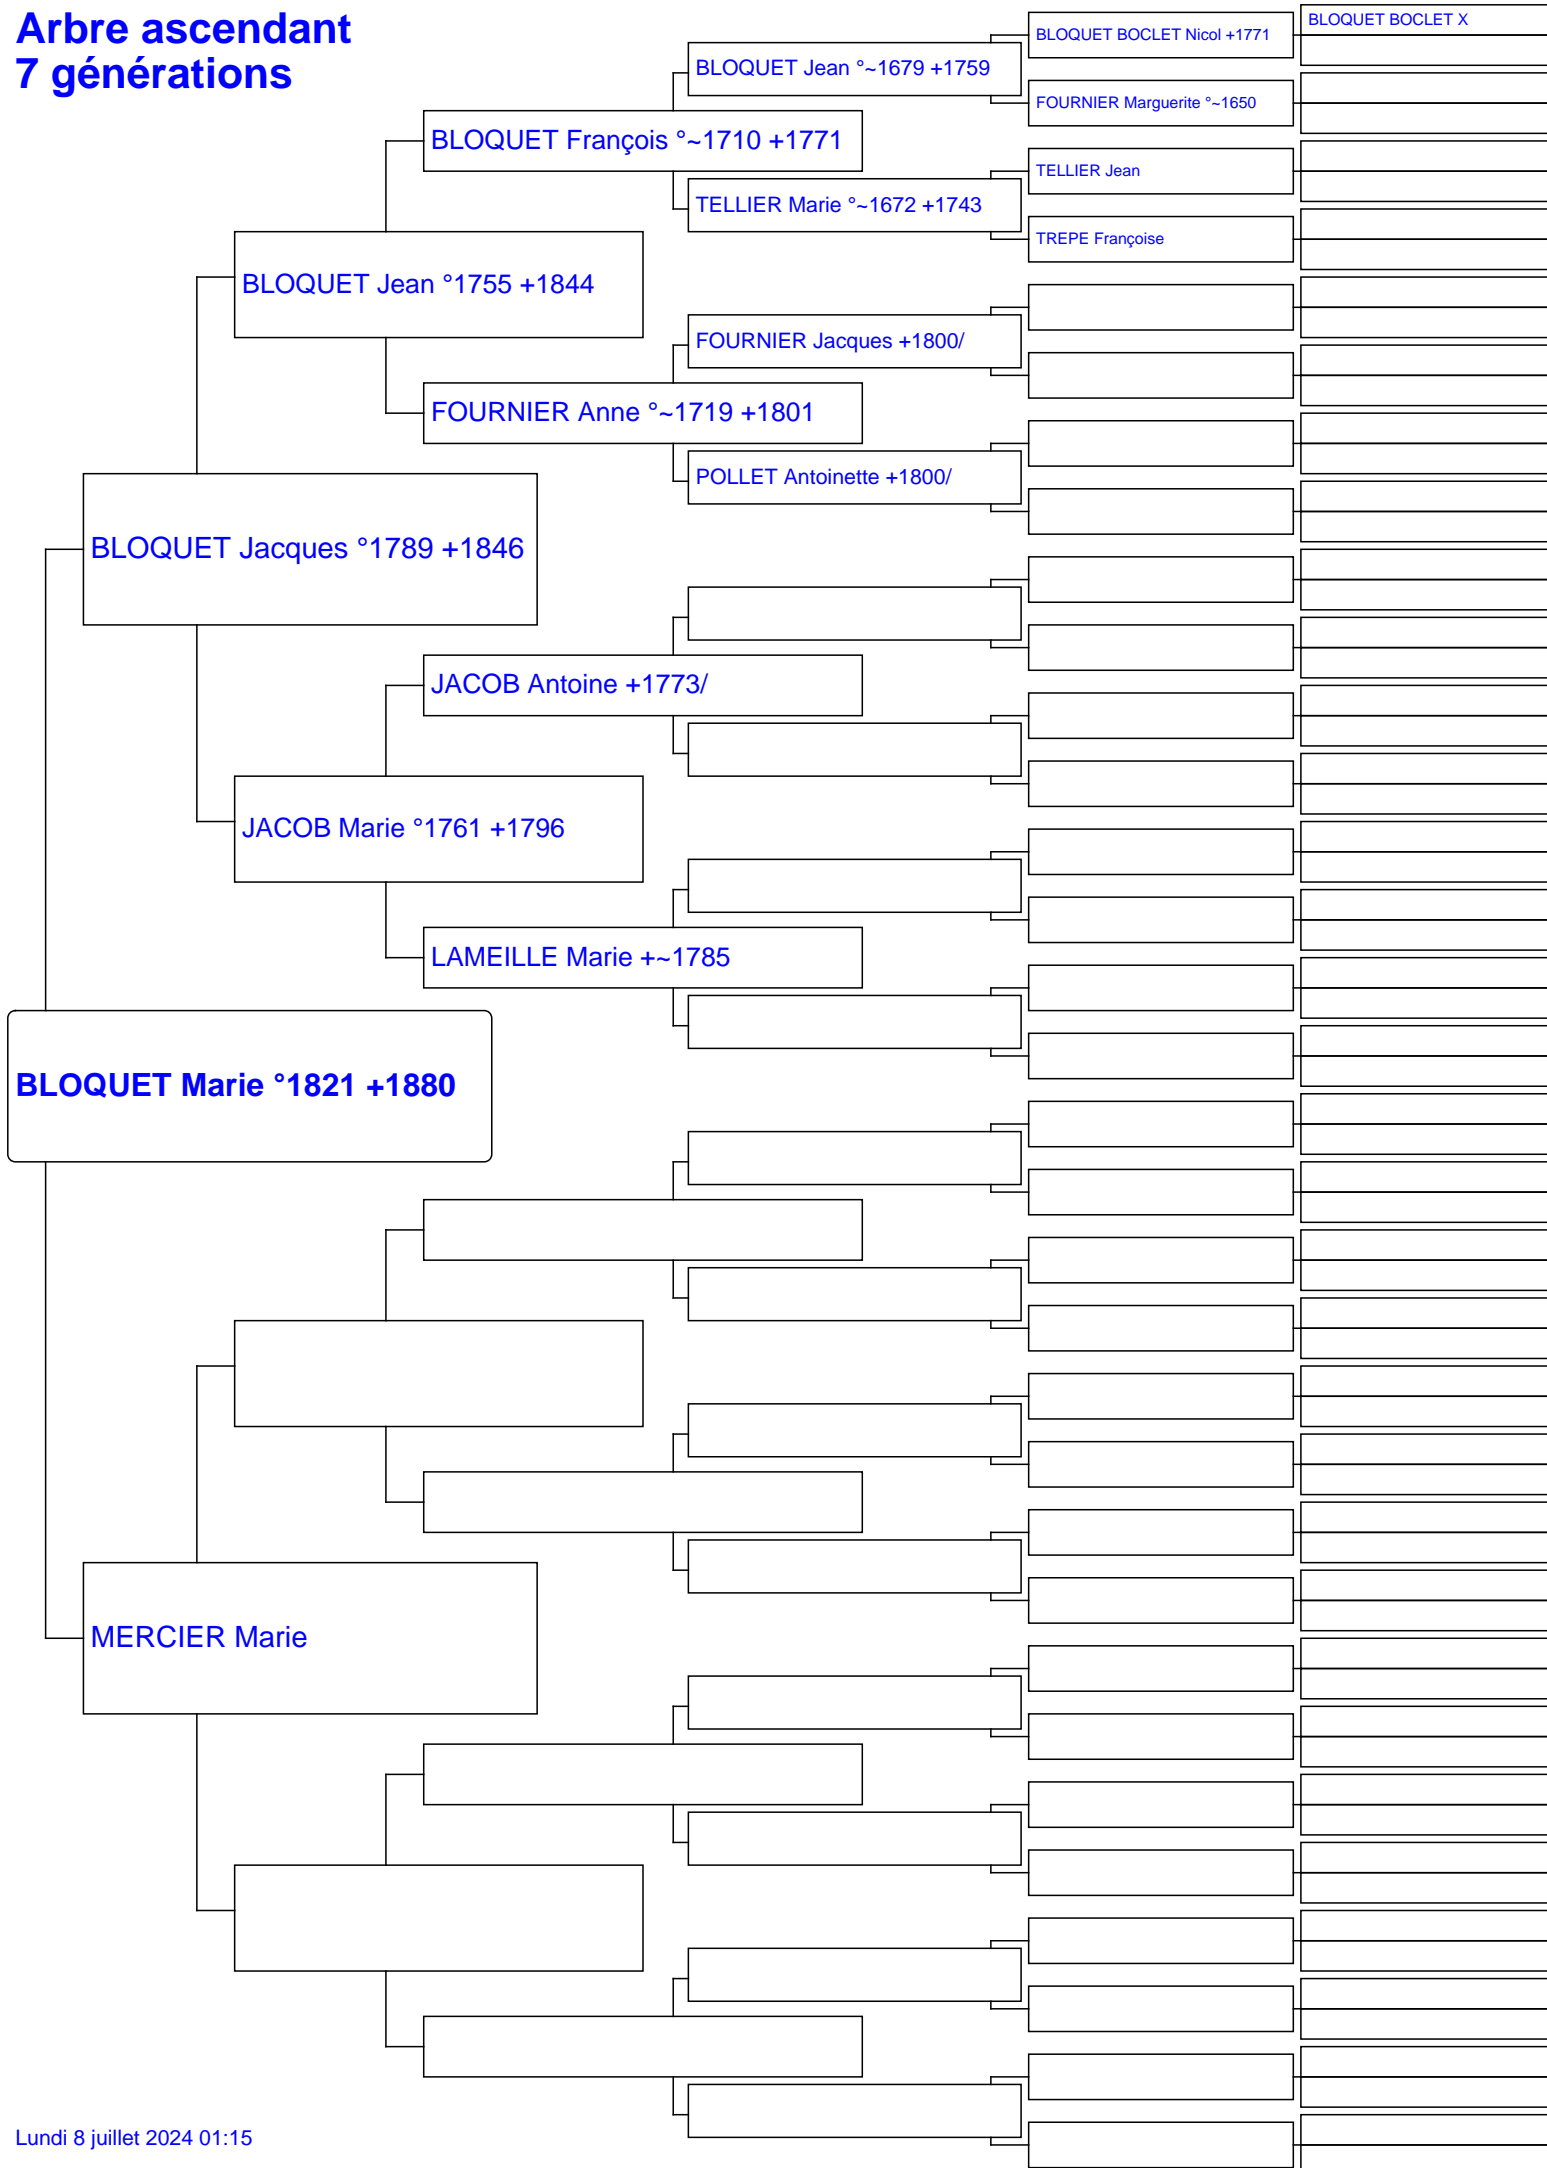 Arbre ascendant
7 générations
BLOQUET BOCLET X
BLOQUET BOCLET Nicol +1771
BLOQUET Jean °~1679 +1759
FOURNIER Marguerite °~1650
BLOQUET François °~1710 +1771
TELLIER Jean
TELLIER Marie °~1672 +1743
TREPE Françoise
BLOQUET Jean °1755 +1844
FOURNIER Jacques +1800/
FOURNIER Anne °~1719 +1801
POLLET Antoinette +1800/
BLOQUET Jacques °1789 +1846
JACOB Antoine +1773/
JACOB Marie °1761 +1796
LAMEILLE Marie +~1785
BLOQUET Marie °1821 +1880
MERCIER Marie
Lundi 8 juillet 2024 01:15